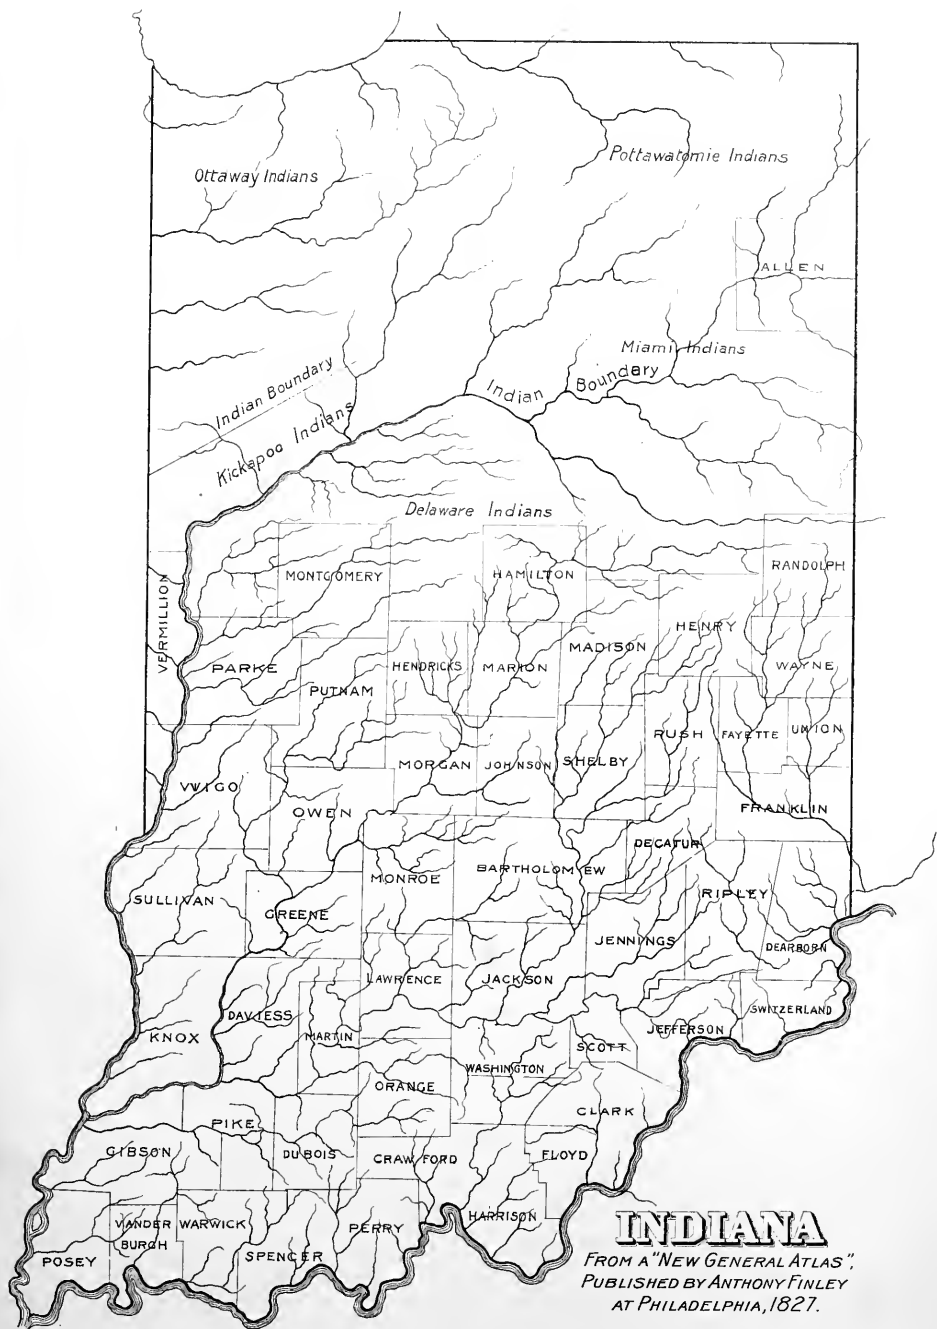 Ottaway Indians
Pottawatomie Indians
ALLEN
Miami Indians
Indian Boundary
Indian Boundary
Kickapoo Indians
Delaware Indians
MONTGOMERY
HAMILTON
RANDOLPH
VERMILLION
HENRY
MADISON
PARKE
HENDRICKS
MARION
WAYNE
PUTNAM
RUSH
FAYETTE
UNION
MORGAN
JOHNSON
SHELBY
VWIGO
OWEN
FRANKLIN
DECATUR
BARTHOLOMEW
MONROE
SULLIVAN
RIPLEY
GREENE
JENNINGS
DEARBORN
LAWRENCE
JACKSON
SWITZERLAND
DAVIESS
JEFFERSON
KNOX
MARTIN
SCOTT
WASHINGTON
ORANGE
CLARK
PIKE
GIBSON
DUBOIS
CRAWFORD
FLOYD
HARRISON
VANDER
BURGH
WARWICK
PERRY
SPENCER
POSEY
INDIANA
FROM A "NEW GENERAL ATLAS",
PUBLISHED BY ANTHONY FINLEY
AT PHILADELPHIA, 1827.